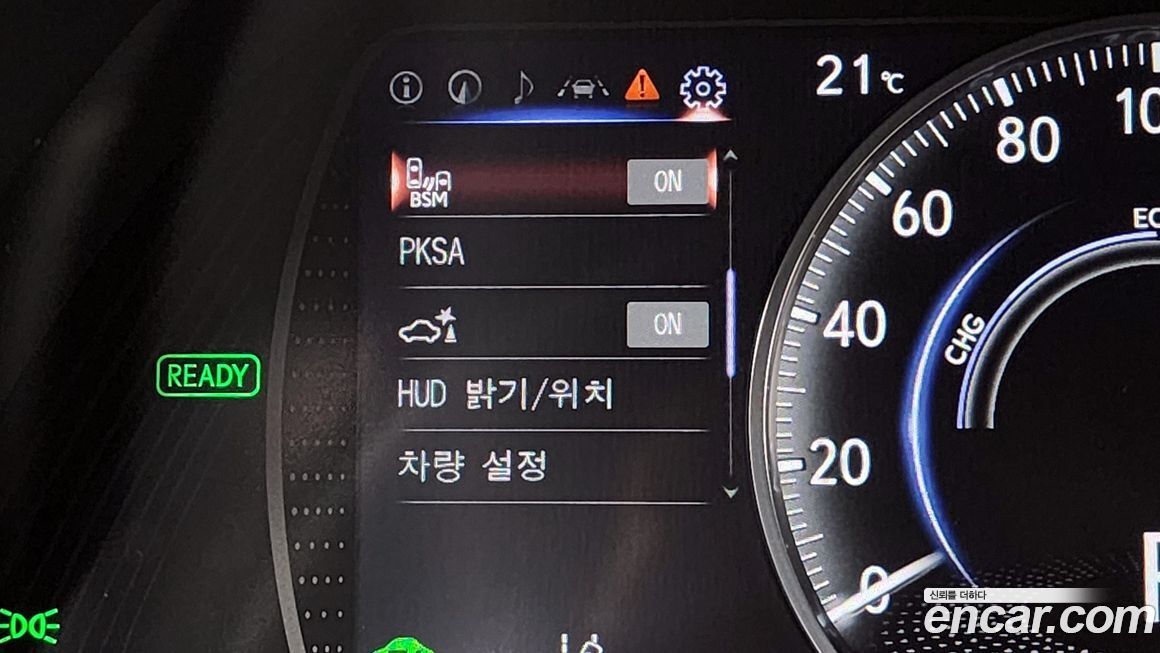 21℃
BSM
ON
PKSA
ON
HUD 밝기/위치
차량 설정
READY
10
80
60
40
20
0
CHG
신뢰를 더하다
encar.com